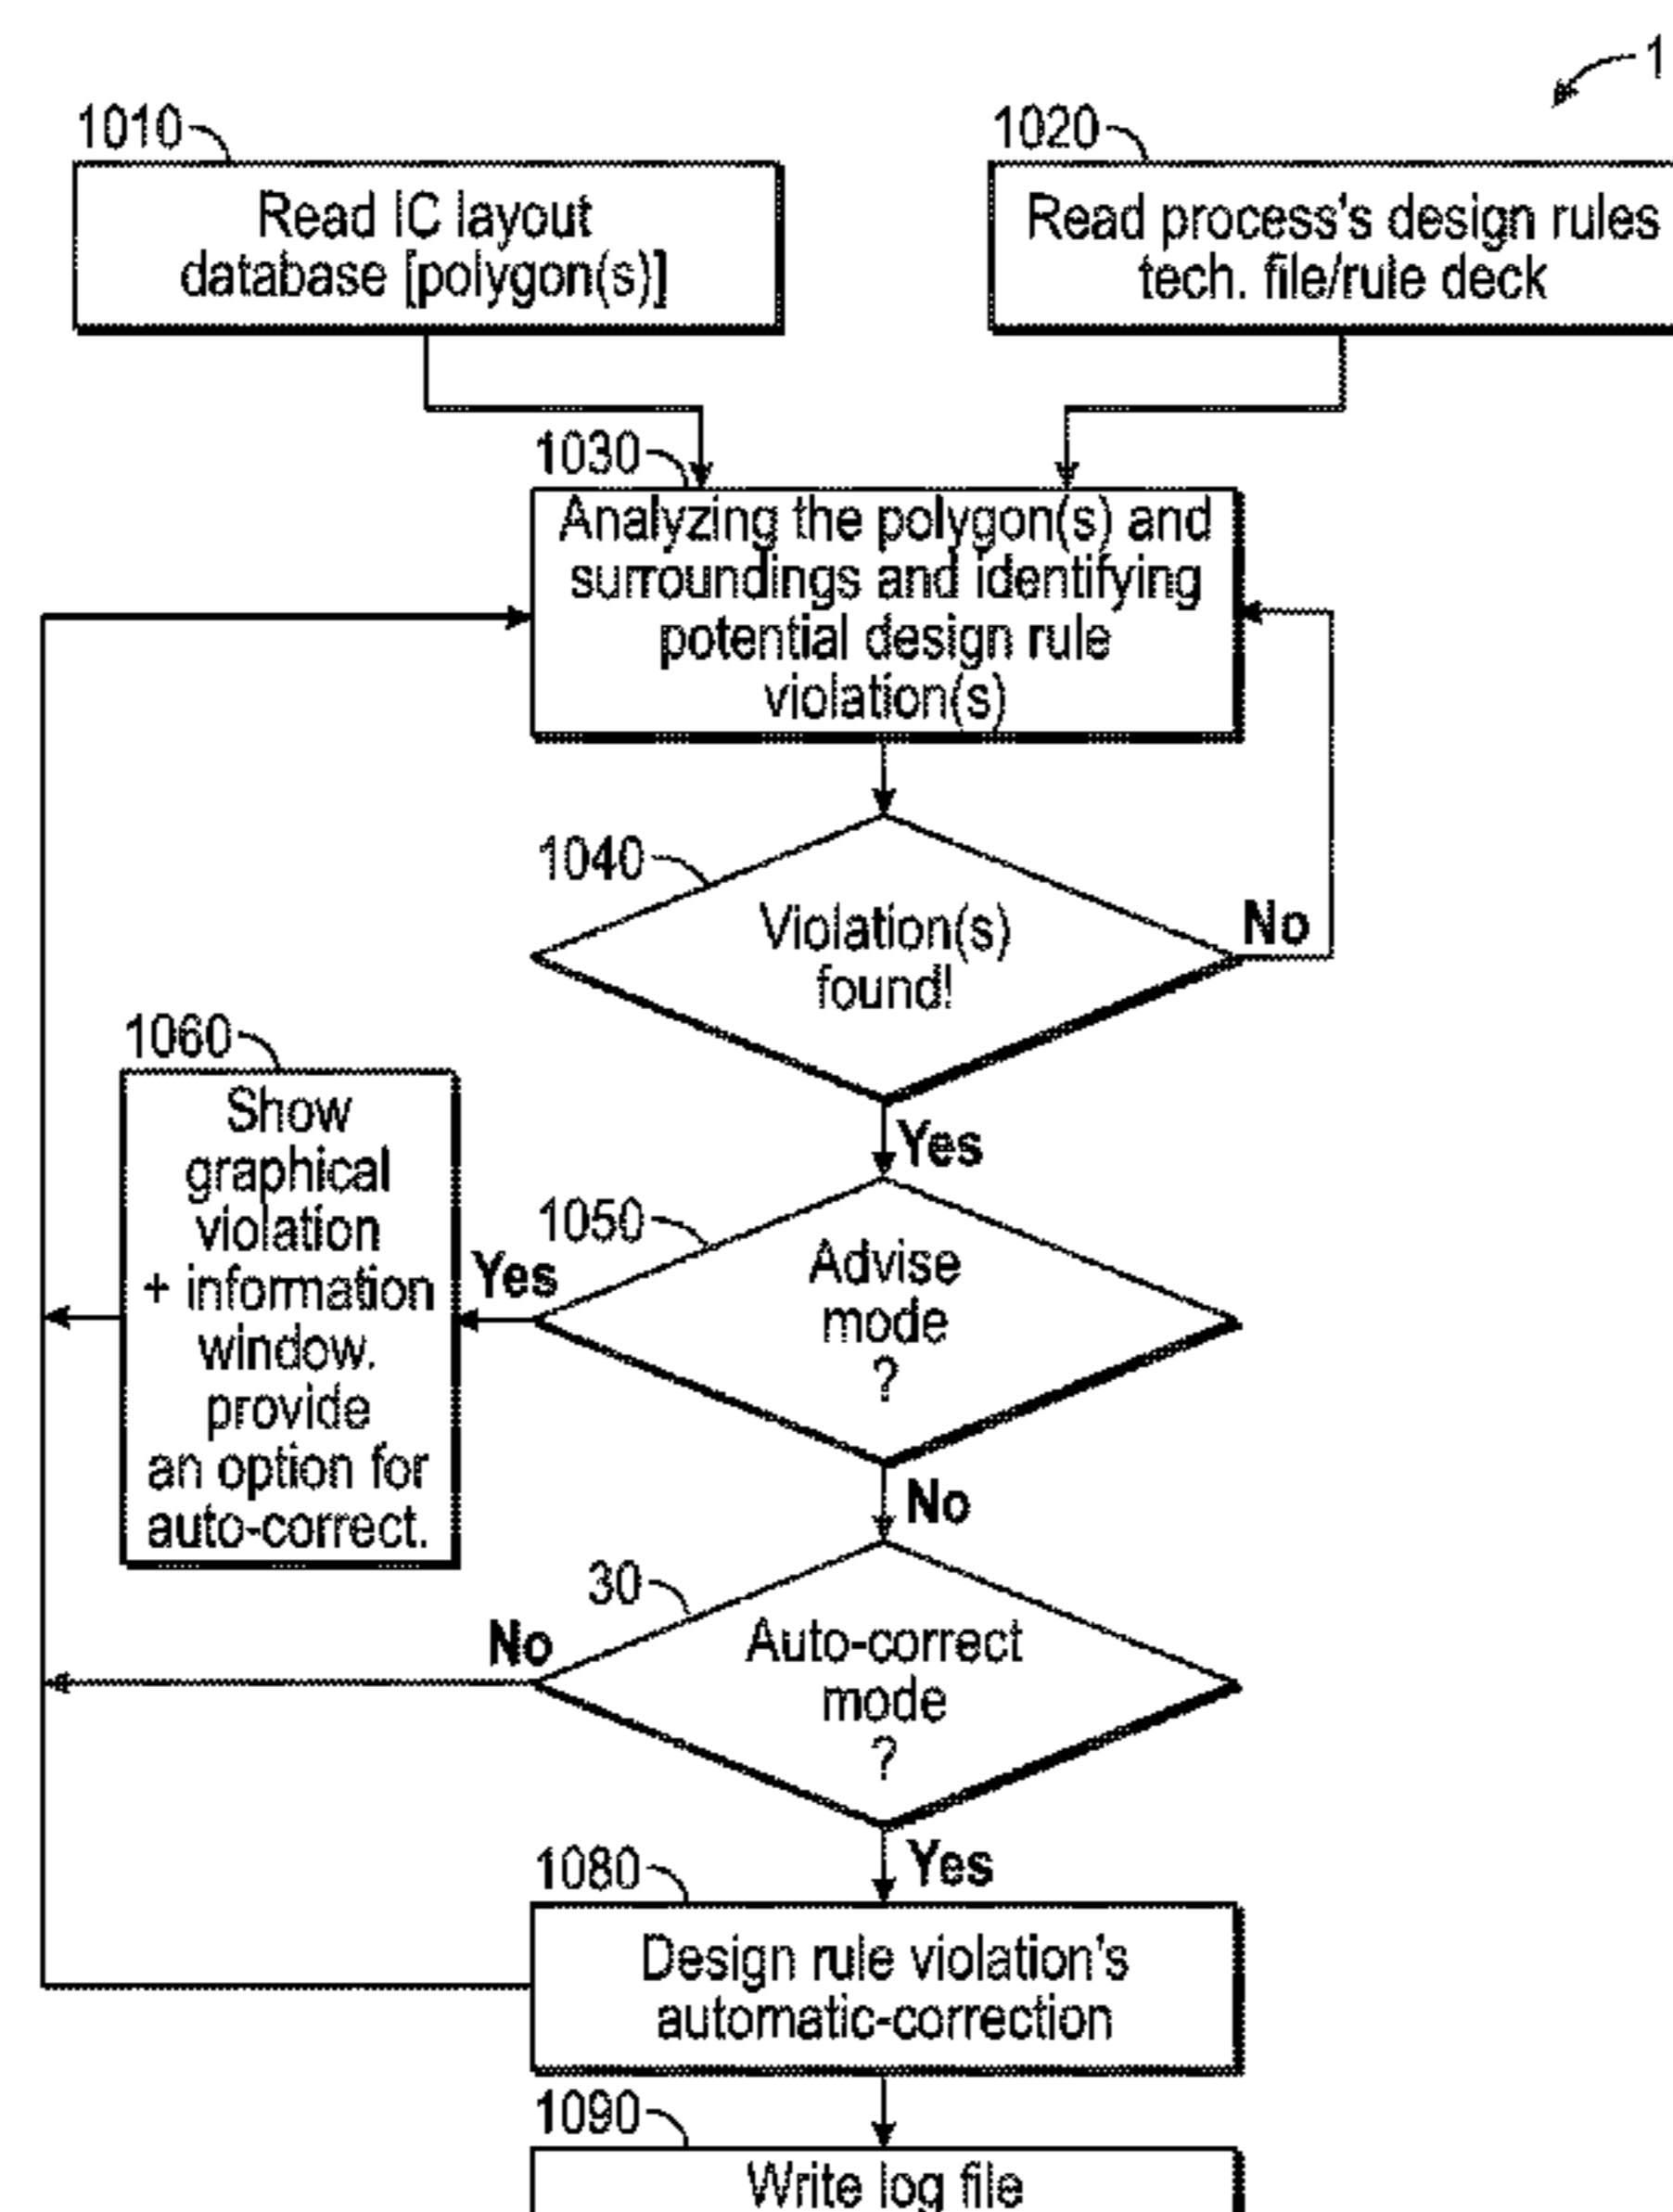 1
1010
1020
Read IC layout
database [polygon(s)]
Read process's design rules
tech. file/rule deck
1030
Analyzing the polygon(s) and
surroundings and identifying
potential design rule
violation(s)
1040
Violation(s)
found!
No
Yes
1060
Show
graphical
violation
+ information
window.
provide
an option for
auto-correct.
1050
Yes
Advise
mode
?
No
30
No
Auto-correct
mode
?
Yes
1080
Design rule violation's
automatic-correction
1090
Write log file